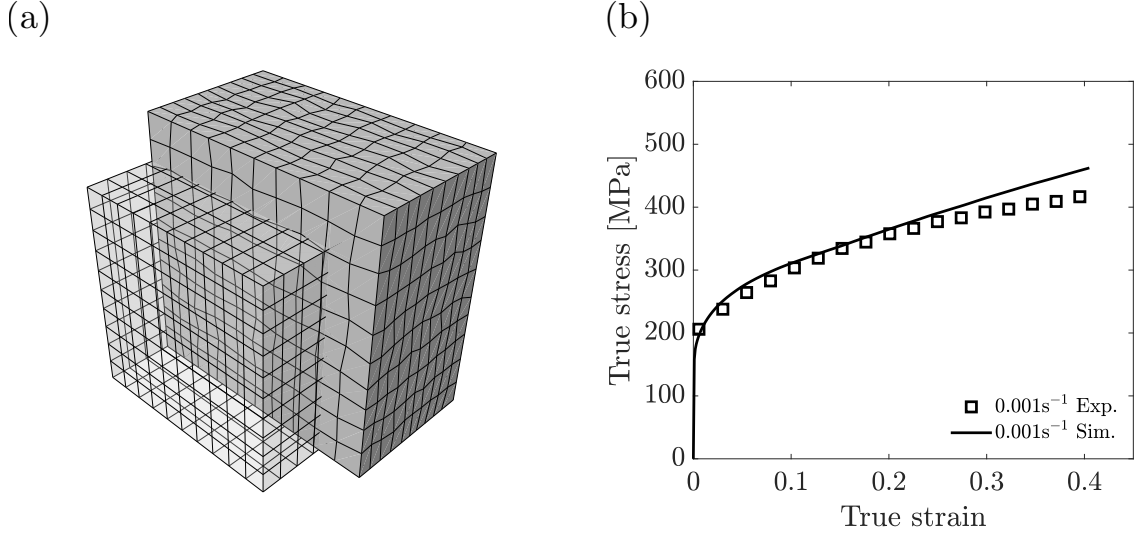 (a)
(b)
600
500
400
300
200
100
0
True stress [MPa]
0.001s⁻¹ Exp.
0.001s⁻¹ Sim.
0 0.1 0.2 0.3 0.4
True strain